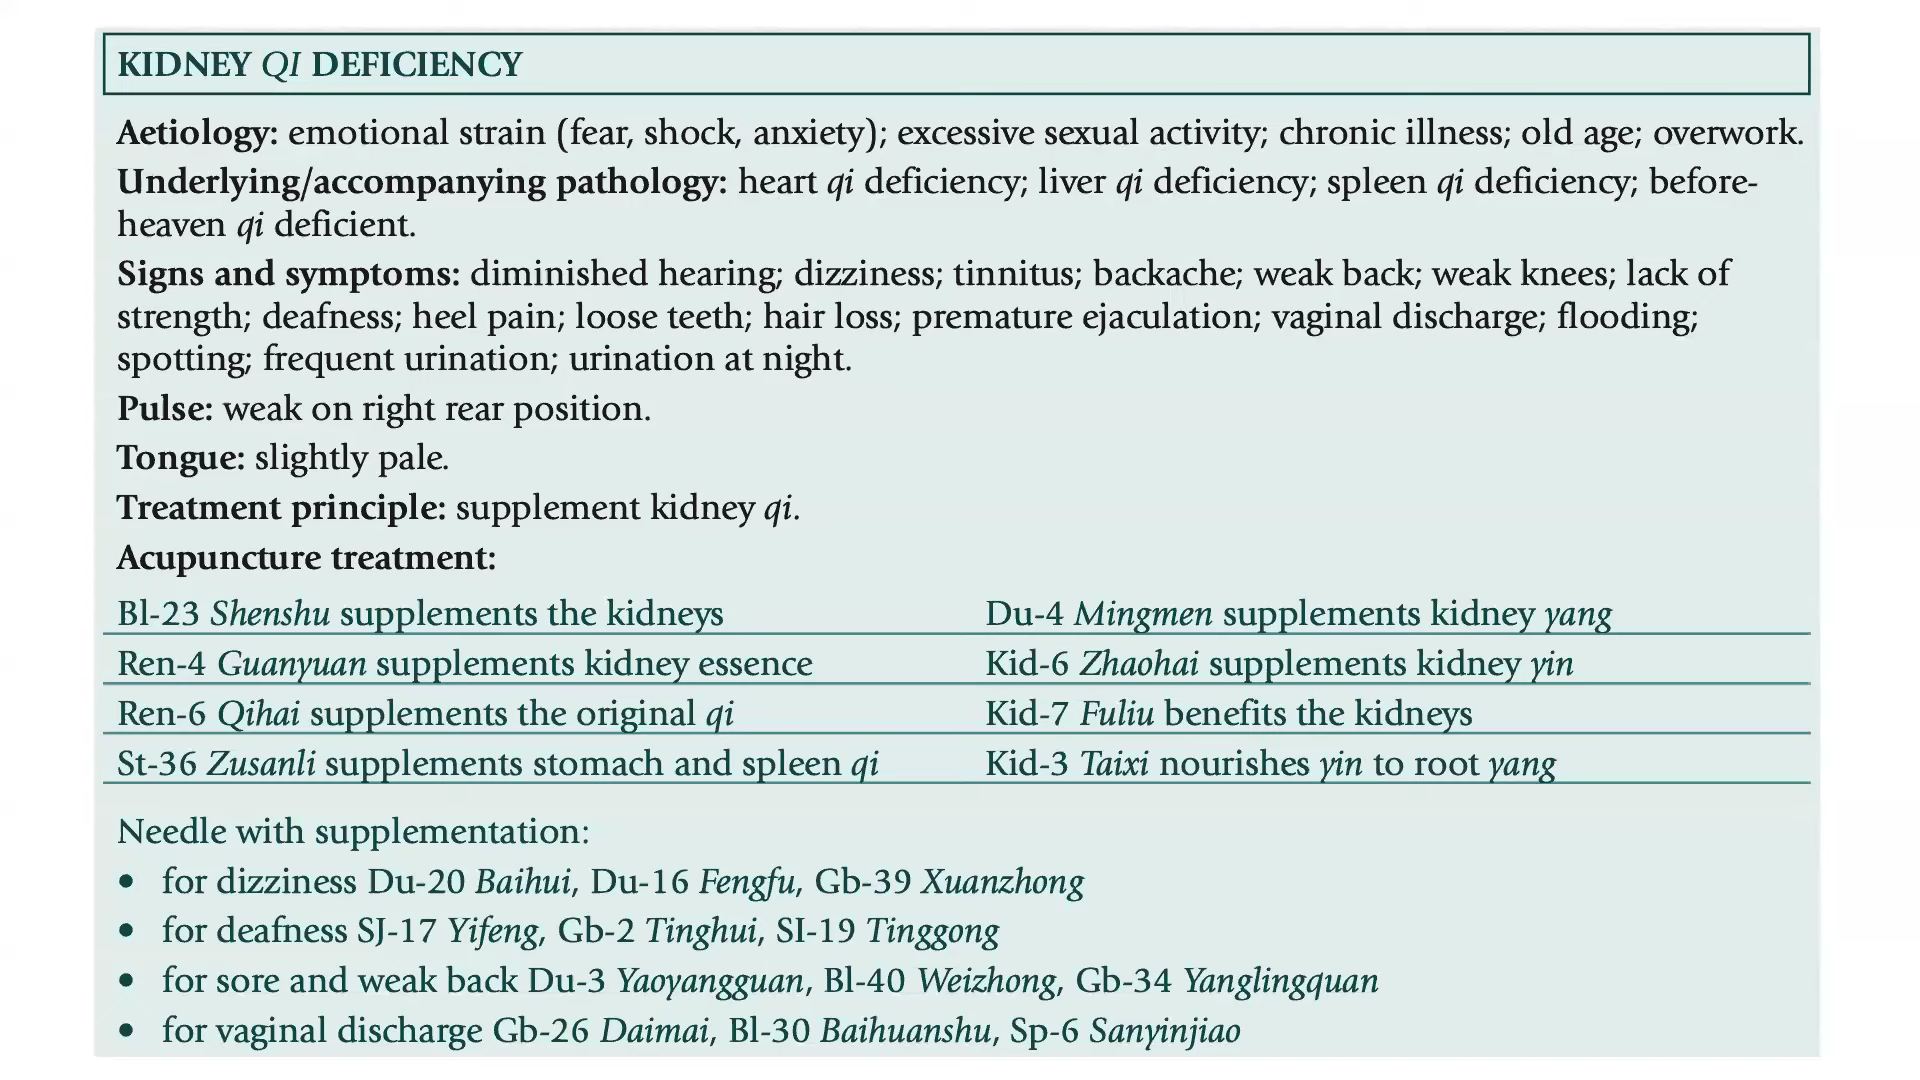 KIDNEY QI DEFICIENCY
Aetiology: emotional strain (fear, shock, anxiety); excessive sexual activity; chronic illness; old age; overwork.
Underlying/accompanying pathology: heart qi deficiency; liver qi deficiency; spleen qi deficiency; before-
heaven qi deficient.
Signs and symptoms: diminished hearing; dizziness; tinnitus; backache; weak back; weak knees; lack of
strength; deafness; heel pain; loose teeth; hair loss; premature ejaculation; vaginal discharge; flooding;
spotting; frequent urination; urination at night.
Pulse: weak on right rear position.
Tongue: slightly pale.
Treatment principle: supplement kidney qi.
Acupuncture treatment:
Bl-23 Shenshu supplements the kidneys Du-4 Mingmen supplements kidney yang
Ren-4 Guanyuan supplements kidney essence Kid-6 Zhaohai supplements kidney yin
Ren-6 Qihai supplements the original qi Kid-7 Fuliu benefits the kidneys
St-36 Zusanli supplements stomach and spleen qi Kid-3 Taixi nourishes yin to root yang
Needle with supplementation:
• for dizziness Du-20 Baihui, Du-16 Fengfu, Gb-39 Xuanzhong
• for deafness SJ-17 Yifeng, Gb-2 Tinghui, SI-19 Tinggong
• for sore and weak back Du-3 Yaoyangguan, Bl-40 Weizhong, Gb-34 Yanglingquan
• for vaginal discharge Gb-26 Daimai, Bl-30 Baihuanshu, Sp-6 Sanyinjiao